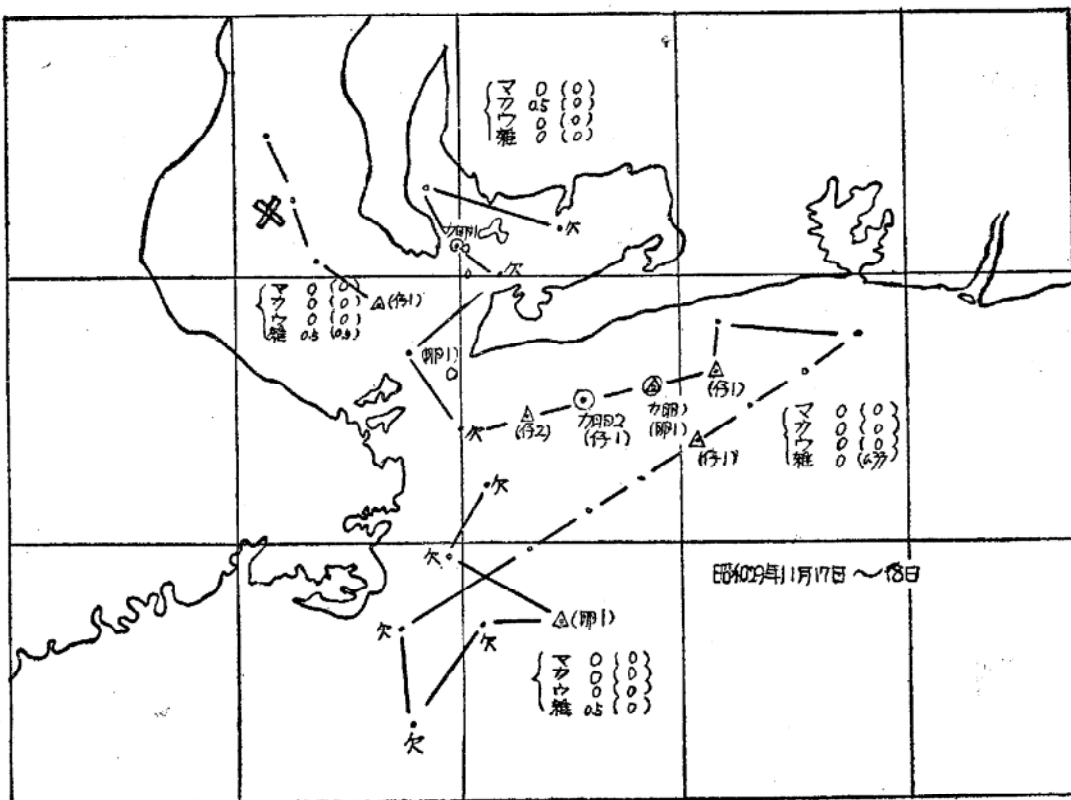 マ 0 (0)
カ 0.5 (0)
ウ 0 (0)
雑 0 (0)
欠
カ卵1
欠
マ 0 (0)
カ 0 (0)
ウ 0 (0)
雑 0.5 (0.5)
(仔1)
(卵1)
(仔1)
欠
(仔2)
カ卵2
(仔1)
カ卵1
(卵1)
(仔1)
マ 0 (0)
カ 0 (0)
ウ 0 (0)
雑 0
欠
欠
昭和29年11月17日〜18日
欠
欠
(卵1)
マ 0 (0)
カ 0 (0)
ウ 0 (0)
雑 0.5 (0)
欠